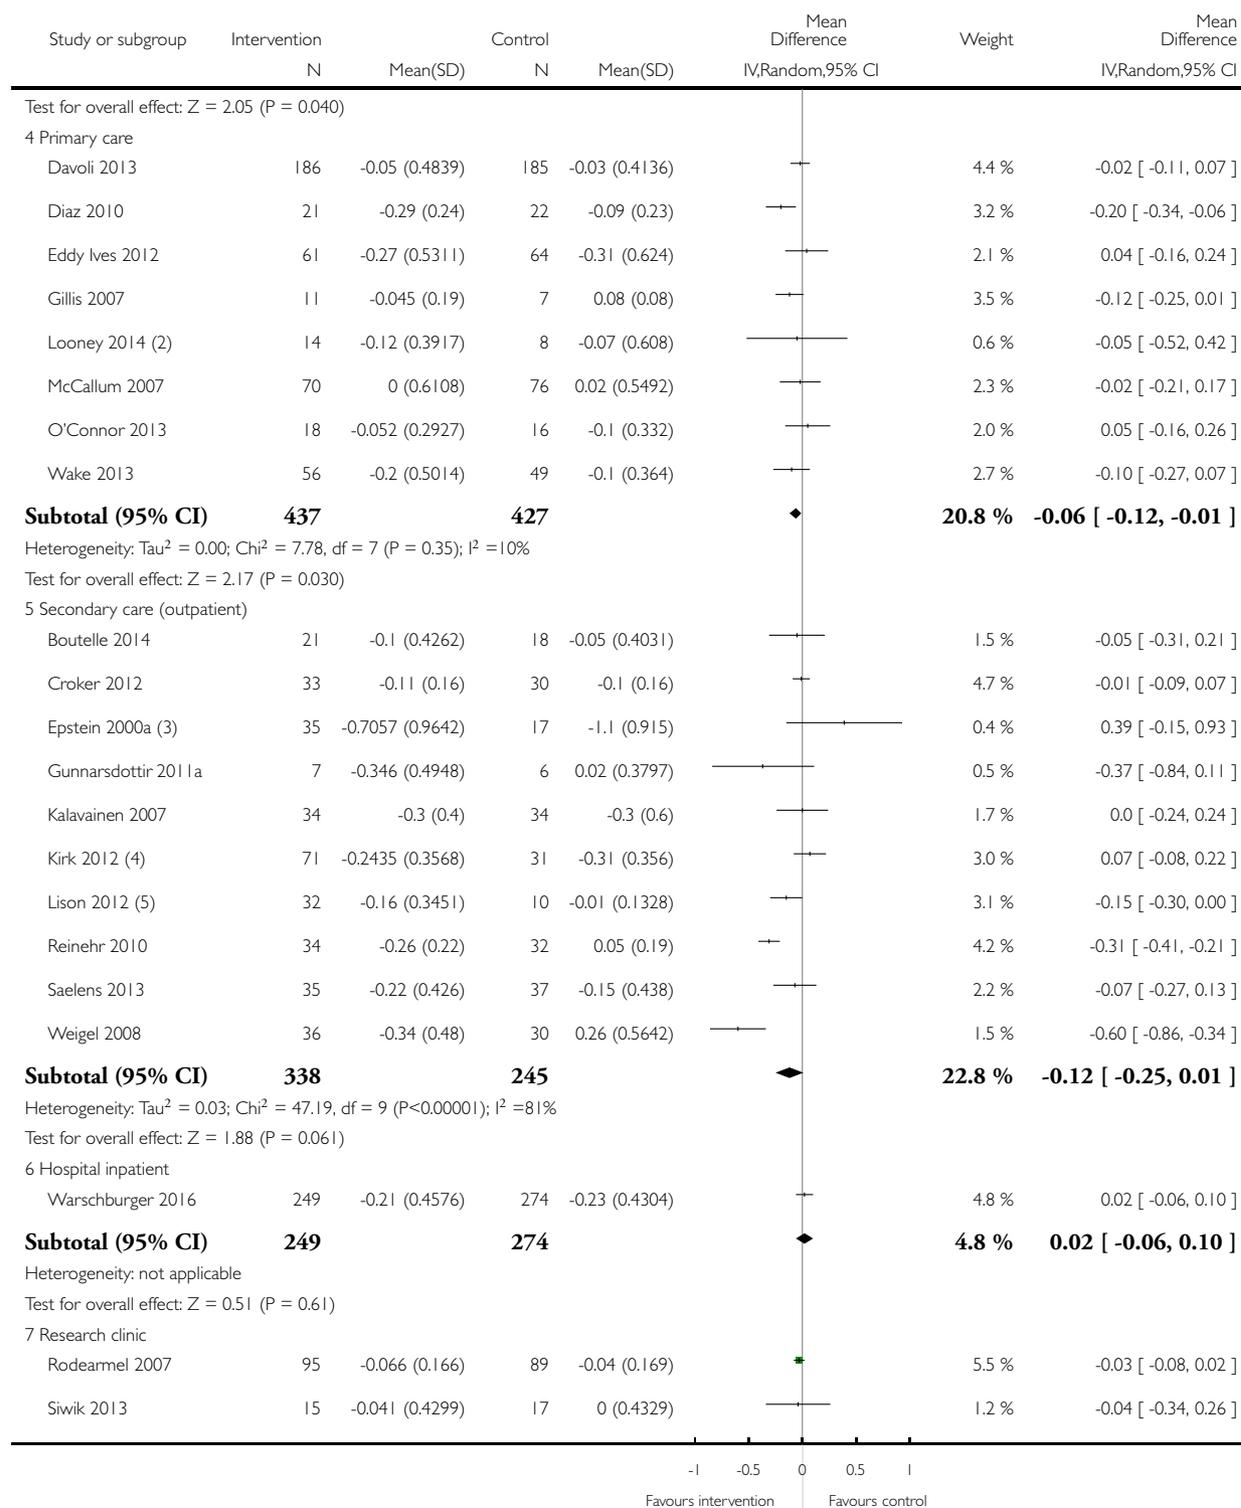 Study or subgroup Intervention Control Mean Difference Weight Mean Difference
N Mean(SD) N Mean(SD) IV,Random,95% CI IV,Random,95% CI
Test for overall effect: Z = 2.05 (P = 0.040)
4 Primary care
Davoli 2013 186 -0.05 (0.4839) 185 -0.03 (0.4136) 4.4 % -0.02 [ -0.11, 0.07 ]
Diaz 2010 21 -0.29 (0.24) 22 -0.09 (0.23) 3.2 % -0.20 [ -0.34, -0.06 ]
Eddy Ives 2012 61 -0.27 (0.5311) 64 -0.31 (0.624) 2.1 % 0.04 [ -0.16, 0.24 ]
Gillis 2007 11 -0.045 (0.19) 7 0.08 (0.08) 3.5 % -0.12 [ -0.25, 0.01 ]
Looney 2014 (2) 14 -0.12 (0.3917) 8 -0.07 (0.608) 0.6 % -0.05 [ -0.52, 0.42 ]
McCallum 2007 70 0 (0.6108) 76 0.02 (0.5492) 2.3 % -0.02 [ -0.21, 0.17 ]
O'Connor 2013 18 -0.052 (0.2927) 16 -0.1 (0.332) 2.0 % 0.05 [ -0.16, 0.26 ]
Wake 2013 56 -0.2 (0.5014) 49 -0.1 (0.364) 2.7 % -0.10 [ -0.27, 0.07 ]
Subtotal (95% CI) 437 427 20.8 % -0.06 [ -0.12, -0.01 ]
Heterogeneity: Tau² = 0.00; Chi² = 7.78, df = 7 (P = 0.35); I² =10%
Test for overall effect: Z = 2.17 (P = 0.030)
5 Secondary care (outpatient)
Boutelle 2014 21 -0.1 (0.4262) 18 -0.05 (0.4031) 1.5 % -0.05 [ -0.31, 0.21 ]
Croker 2012 33 -0.11 (0.16) 30 -0.1 (0.16) 4.7 % -0.01 [ -0.09, 0.07 ]
Epstein 2000a (3) 35 -0.7057 (0.9642) 17 -1.1 (0.915) 0.4 % 0.39 [ -0.15, 0.93 ]
Gunnarsdottir 2011a 7 -0.346 (0.4948) 6 0.02 (0.3797) 0.5 % -0.37 [ -0.84, 0.11 ]
Kalavainen 2007 34 -0.3 (0.4) 34 -0.3 (0.6) 1.7 % 0.0 [ -0.24, 0.24 ]
Kirk 2012 (4) 71 -0.2435 (0.3568) 31 -0.31 (0.356) 3.0 % 0.07 [ -0.08, 0.22 ]
Lison 2012 (5) 32 -0.16 (0.3451) 10 -0.01 (0.1328) 3.1 % -0.15 [ -0.30, 0.00 ]
Reinehr 2010 34 -0.26 (0.22) 32 0.05 (0.19) 4.2 % -0.31 [ -0.41, -0.21 ]
Saelens 2013 35 -0.22 (0.426) 37 -0.15 (0.438) 2.2 % -0.07 [ -0.27, 0.13 ]
Weigel 2008 36 -0.34 (0.48) 30 0.26 (0.5642) 1.5 % -0.60 [ -0.86, -0.34 ]
Subtotal (95% CI) 338 245 22.8 % -0.12 [ -0.25, 0.01 ]
Heterogeneity: Tau² = 0.03; Chi² = 47.19, df = 9 (P<0.00001); I² =81%
Test for overall effect: Z = 1.88 (P = 0.061)
6 Hospital inpatient
Warschburger 2016 249 -0.21 (0.4576) 274 -0.23 (0.4304) 4.8 % 0.02 [ -0.06, 0.10 ]
Subtotal (95% CI) 249 274 4.8 % 0.02 [ -0.06, 0.10 ]
Heterogeneity: not applicable
Test for overall effect: Z = 0.51 (P = 0.61)
7 Research clinic
Rodearmel 2007 95 -0.066 (0.166) 89 -0.04 (0.169) 5.5 % -0.03 [ -0.08, 0.02 ]
Siwik 2013 15 -0.041 (0.4299) 17 0 (0.4329) 1.2 % -0.04 [ -0.34, 0.26 ]
-1 -0.5 0 0.5 1
Favours intervention Favours control